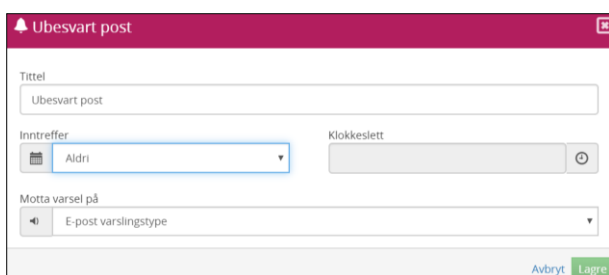 Ubesvart post
Tittel
Ubesvart post
Inntreffer
Klokkeslett
Aldri
Motta varsel på
E-post varslingstype
Avbryt
Lagre